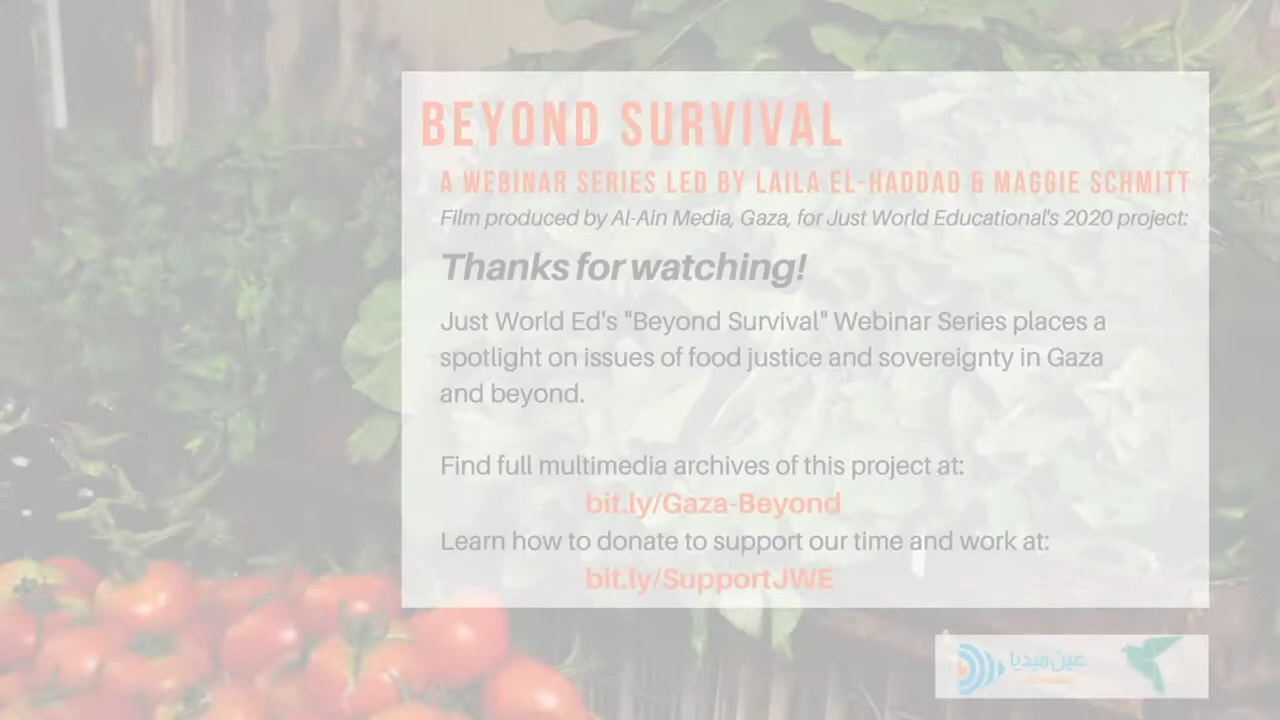 BEYOND SURVIVAL
A WEBINAR SERIES LED BY LAILA EL-HADDAD & MAGGIE SCHMITT
Film produced by Al-Ain Media, Gaza, for Just World Educational's 2020 project:
Thanks for watching!
Just World Ed's "Beyond Survival" Webinar Series places a
spotlight on issues of food justice and sovereignty in Gaza
and beyond.
Find full multimedia archives of this project at:
bit.ly/Gaza-Beyond
Learn how to donate to support our time and work at:
bit.ly/SupportJWE
عين ميديا